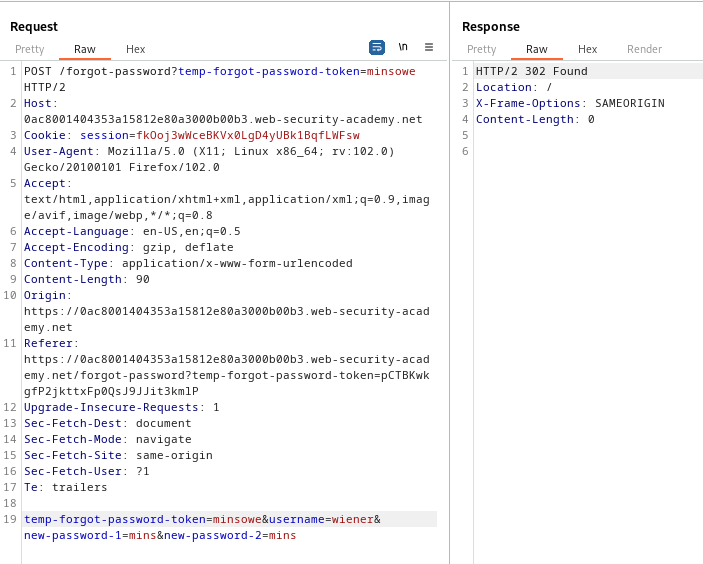 Request
Pretty Raw Hex
\n
1 POST /forgot-password?temp-forgot-password-token=minsowe
HTTP/2
2 Host:
0ac8001404353a15812e80a3000b00b3.web-security-academy.net
3 Cookie: session=fkOoj3wWceBKVx0LgD4yUBk1BqfLWFsw
4 User-Agent: Mozilla/5.0 (X11; Linux x86_64; rv:102.0)
Gecko/20100101 Firefox/102.0
5 Accept:
text/html,application/xhtml+xml,application/xml;q=0.9,imag
e/avif,image/webp,*/*;q=0.8
6 Accept-Language: en-US,en;q=0.5
7 Accept-Encoding: gzip, deflate
8 Content-Type: application/x-www-form-urlencoded
9 Content-Length: 90
10 Origin:
https://0ac8001404353a15812e80a3000b00b3.web-security-acad
emy.net
11 Referer:
https://0ac8001404353a15812e80a3000b00b3.web-security-acad
emy.net/forgot-password?temp-forgot-password-token=pCTBKwk
gfP2jkttxFp0QsJ9JJit3kmlP
12 Upgrade-Insecure-Requests: 1
13 Sec-Fetch-Dest: document
14 Sec-Fetch-Mode: navigate
15 Sec-Fetch-Site: same-origin
16 Sec-Fetch-User: ?1
17 Te: trailers
18
19 temp-forgot-password-token=minsowe&username=wiener&
new-password-1=mins&new-password-2=mins
Response
Pretty Raw Hex Render
1 HTTP/2 302 Found
2 Location: /
3 X-Frame-Options: SAMEORIGIN
4 Content-Length: 0
5
6